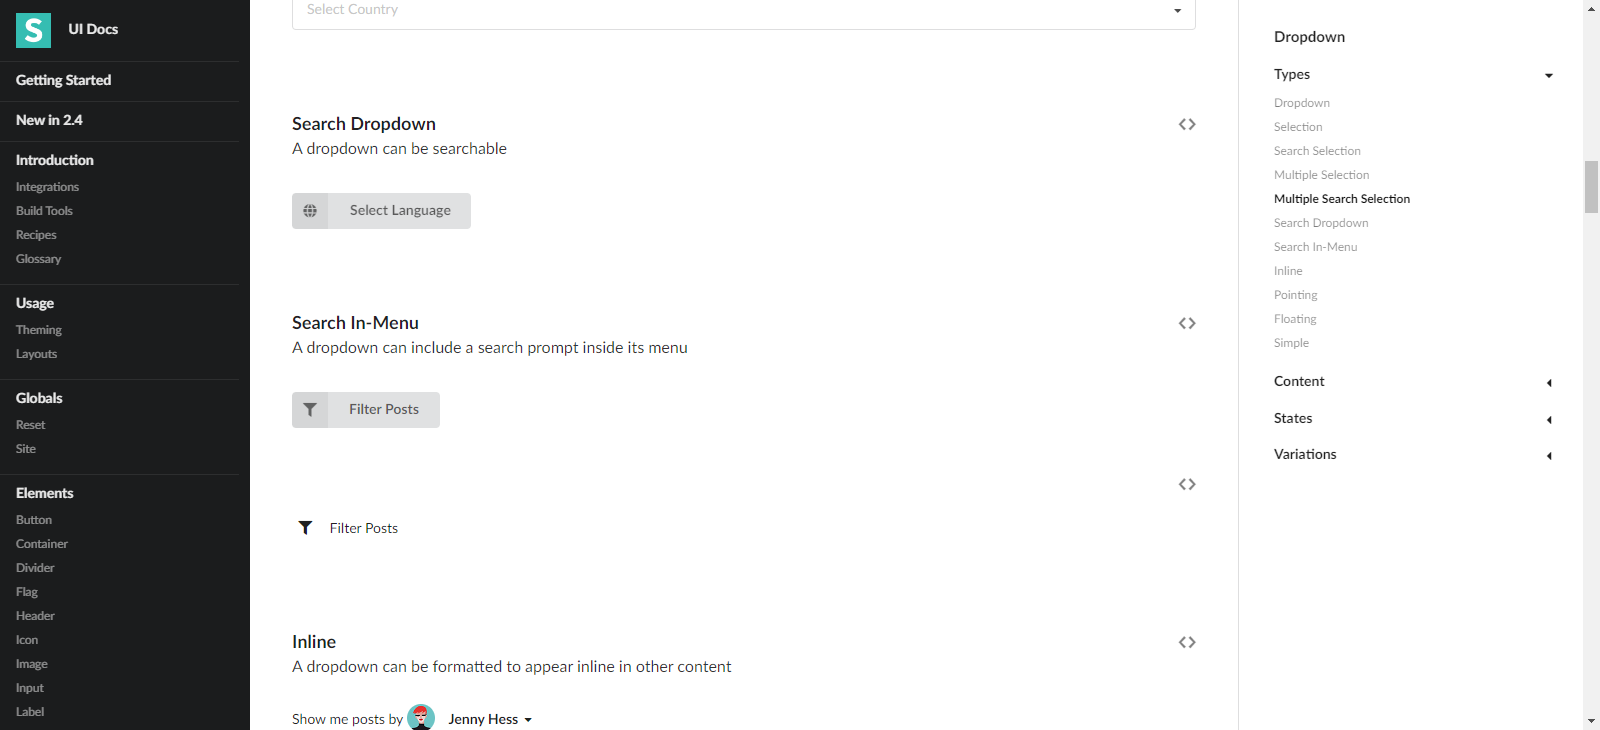 S
UI Docs
Getting Started
New in 2.4
Introduction
Integrations
Build Tools
Recipes
Glossary
Usage
Theming
Layouts
Globals
Reset
Site
Elements
Button
Container
Divider
Flag
Header
Icon
Image
Input
Label
Select Country
Search Dropdown
A dropdown can be searchable
Select Language
Search In-Menu
A dropdown can include a search prompt inside its menu
Filter Posts
Filter Posts
Inline
A dropdown can be formatted to appear inline in other content
Show me posts by Jenny Hess
Dropdown
Types
Dropdown
Selection
Search Selection
Multiple Selection
Multiple Search Selection
Search Dropdown
Search In-Menu
Inline
Pointing
Floating
Simple
Content
States
Variations